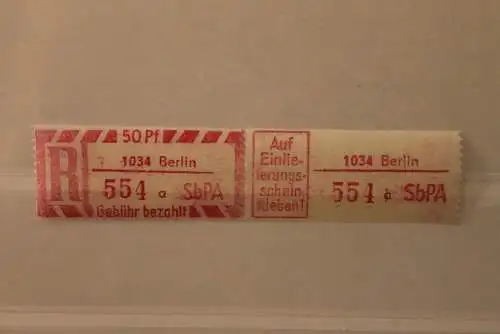 50 Pf
R
1034 Berlin
554 a SbPA
Gebühr bezahlt
Auf
Einlie-
ferungs-
schein
kleben!
1034 Berlin
554 a SbPA